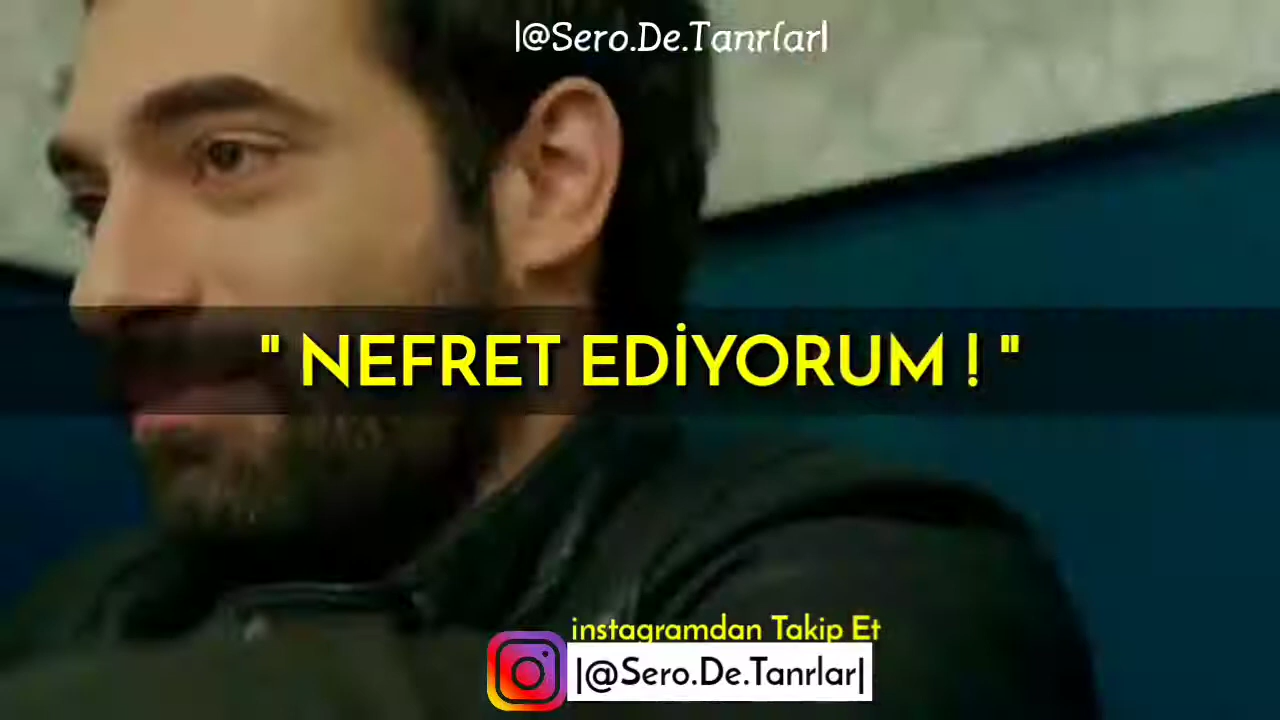 |@Sero.De.Tanrlar|
" NEFRET EDİYORUM ! "
instagramdan Takip Et
|@Sero.De.Tanrlar|